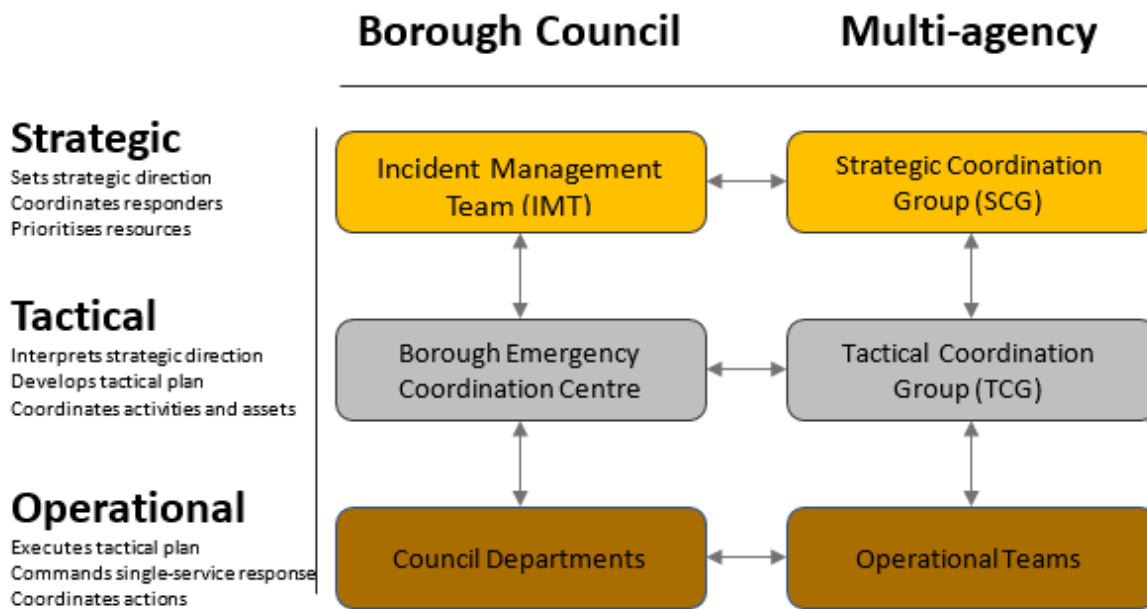 Borough Council
Multi-agency
Strategic
Sets strategic direction
Coordinates responders
Prioritises resources
Incident Management
Team (IMT)
Strategic Coordination
Group (SCG)
Tactical
Interprets strategic direction
Develops tactical plan
Coordinates activities and assets
Borough Emergency
Coordination Centre
Tactical Coordination
Group (TCG)
Operational
Executes tactical plan
Commands single-service response
Coordinates actions
Council Departments
Operational Teams